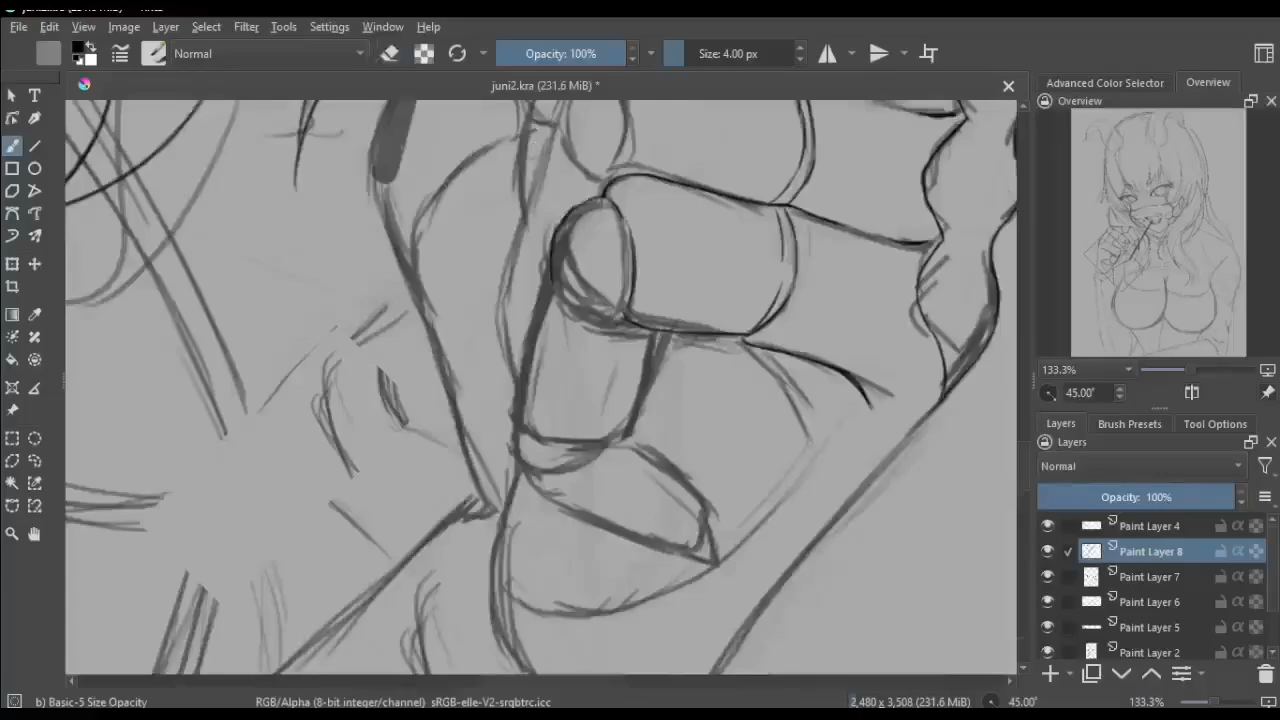 File Edit View Image Layer Select Filter Tools Settings Window Help
Normal Opacity: 100% Size: 4.00 px
juni2.kra (231.6 MiB) *
Advanced Color Selector Overview
Overview
133.3%
45.00°
Layers Brush Presets Tool Options
Layers
Normal
Opacity: 100%
Paint Layer 4
Paint Layer 8
Paint Layer 7
Paint Layer 6
Paint Layer 5
Paint Layer 2
b) Basic-5 Size Opacity RGB/Alpha (8-bit integer/channel) sRGB-elle-V2-srgbtrc.icc 2,480 x 3,508 (231.6 MiB) 45.00° 133.3%